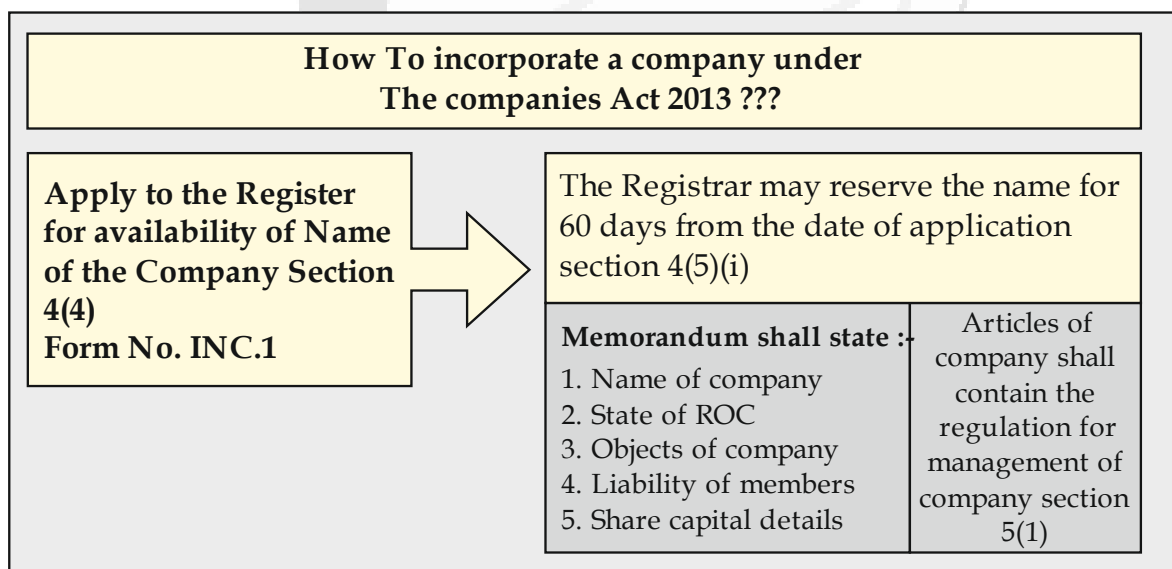 How To incorporate a company under
The companies Act 2013 ???
Apply to the Register
for availability of Name
of the Company Section
4(4)
Form No. INC.1
The Registrar may reserve the name for
60 days from the date of application
section 4(5)(i)
Memorandum shall state :-
1. Name of company
2. State of ROC
3. Objects of company
4. Liability of members
5. Share capital details
Articles of
company shall
contain the
regulation for
management of
company section
5(1)